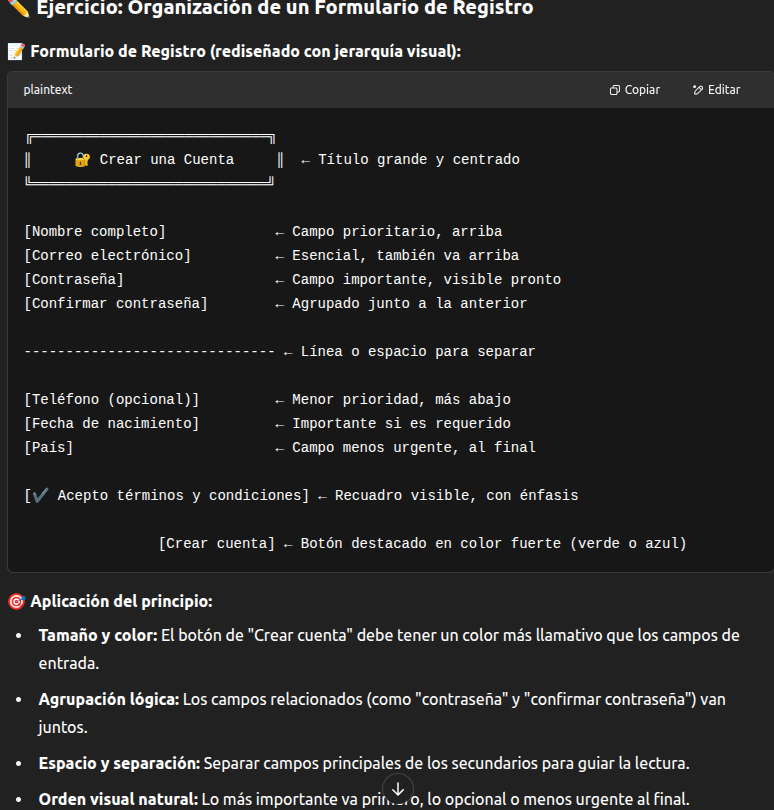 ✏️ Ejercicio: Organización de un Formulario de Registro
📝 Formulario de Registro (rediseñado con jerarquía visual):
plaintext Copiar Editar
╔═════════════════════════════╗
║ 🔐 Crear una Cuenta ║ ← Título grande y centrado
╚═════════════════════════════╝
[Nombre completo] ← Campo prioritario, arriba
[Correo electrónico] ← Esencial, también va arriba
[Contraseña] ← Campo importante, visible pronto
[Confirmar contraseña] ← Agrupado junto a la anterior
------------------------------ ← Línea o espacio para separar
[Teléfono (opcional)] ← Menor prioridad, más abajo
[Fecha de nacimiento] ← Importante si es requerido
[País] ← Campo menos urgente, al final
[✔️ Acepto términos y condiciones] ← Recuadro visible, con énfasis
[Crear cuenta] ← Botón destacado en color fuerte (verde o azul)
🎯 Aplicación del principio:
• Tamaño y color: El botón de "Crear cuenta" debe tener un color más llamativo que los campos de
entrada.
• Agrupación lógica: Los campos relacionados (como "contraseña" y "confirmar contraseña") van
juntos.
• Espacio y separación: Separar campos principales de los secundarios para guiar la lectura.
• Orden visual natural: Lo más importante va primero, lo opcional o menos urgente al final.